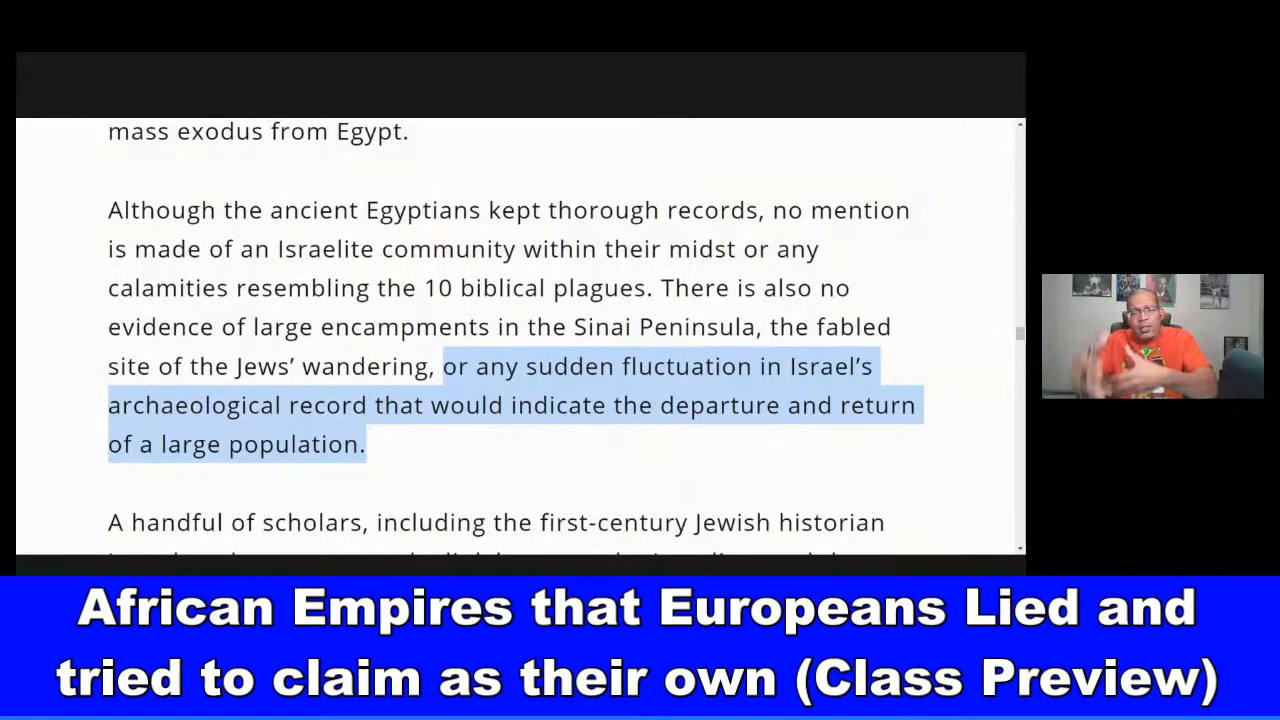 mass exodus from Egypt.
Although the ancient Egyptians kept thorough records, no mention
is made of an Israelite community within their midst or any
calamities resembling the 10 biblical plagues. There is also no
evidence of large encampments in the Sinai Peninsula, the fabled
site of the Jews’ wandering, or any sudden fluctuation in Israel’s
archaeological record that would indicate the departure and return
of a large population.
A handful of scholars, including the first-century Jewish historian
African Empires that Europeans Lied and
tried to claim as their own (Class Preview)